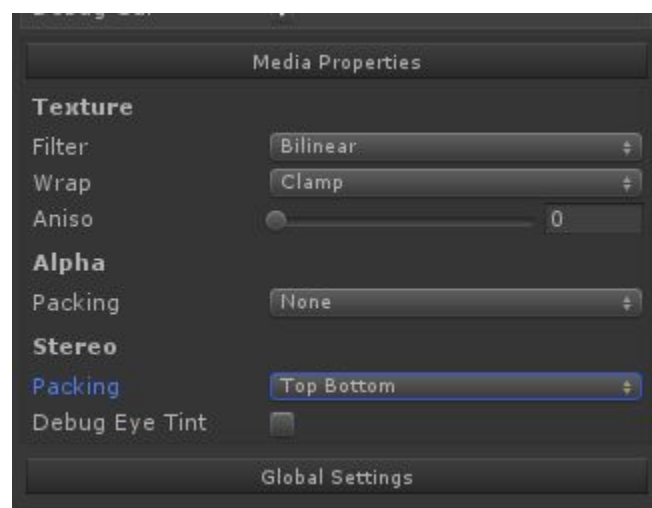 Media Properties
Texture
Filter Bilinear
Wrap Clamp
Aniso 0
Alpha
Packing None
Stereo
Packing Top Bottom
Debug Eye Tint
Global Settings